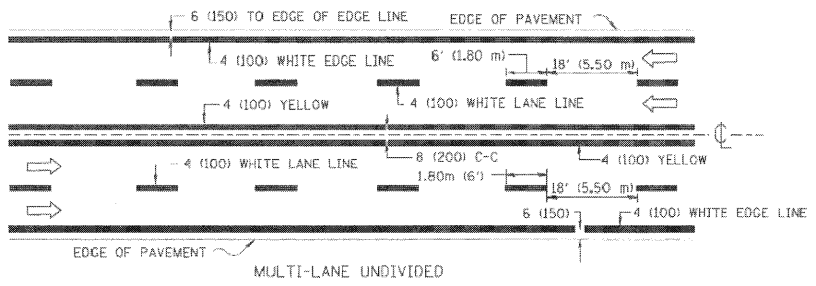 6 (150) TO EDGE OF EDGE LINE
EDGE OF PAVEMENT
4 (100) WHITE EDGE LINE
6' (1.80 m)
18' (5.50 m)
4 (100) YELLOW
4 (100) WHITE LANE LINE
CL
4 (100) WHITE LANE LINE
8 (200) C-C
4 (100) YELLOW
1.80m (6')
18' (5.50 m)
6 (150)
4 (100) WHITE EDGE LINE
EDGE OF PAVEMENT
MULTI-LANE UNDIVIDED